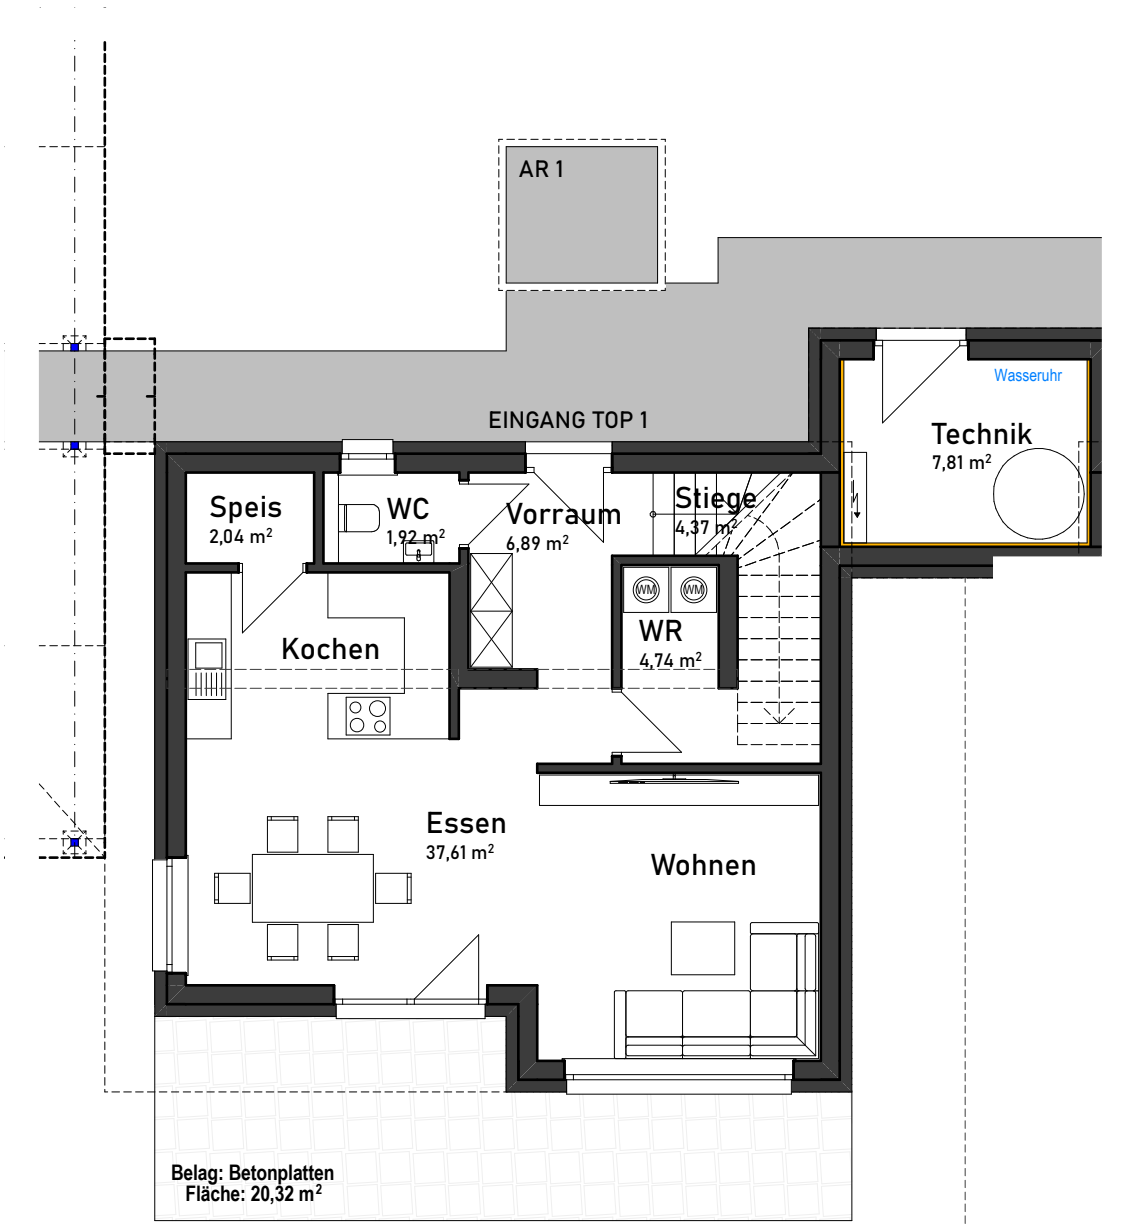 AR 1
Wasseruhr
EINGANG TOP 1
Technik
7,81 m²
Speis
2,04 m²
WC
1,92 m²
Vorraum
6,89 m²
Stiege
4,37 m²
WM
WM
WR
4,74 m²
Kochen
Essen
37,61 m²
Wohnen
Belag: Betonplatten
Fläche: 20,32 m²